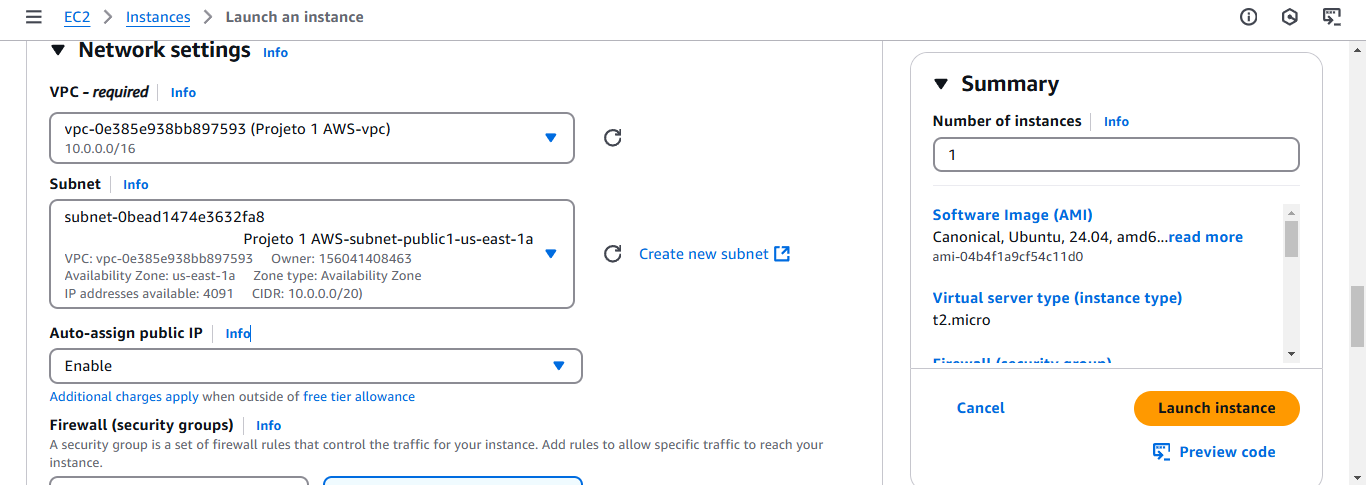 EC2 > Instances > Launch an instance
Network settings Info
VPC - required Info
vpc-0e385e938bb897593 (Projeto 1 AWS-vpc)
10.0.0.0/16
Subnet Info
subnet-0bead1474e3632fa8
Projeto 1 AWS-subnet-public1-us-east-1a
VPC: vpc-0e385e938bb897593 Owner: 156041408463
Availability Zone: us-east-1a Zone type: Availability Zone
IP addresses available: 4091 CIDR: 10.0.0.0/20)
Create new subnet
Auto-assign public IP Info
Enable
Additional charges apply when outside of free tier allowance
Firewall (security groups) Info
A security group is a set of firewall rules that control the traffic for your instance. Add rules to allow specific traffic to reach your
instance.
Summary
Number of instances Info
1
Software Image (AMI)
Canonical, Ubuntu, 24.04, amd6...read more
ami-04b4f1a9cf54c11d0
Virtual server type (instance type)
t2.micro
Firewall (security group)
Cancel
Launch instance
Preview code